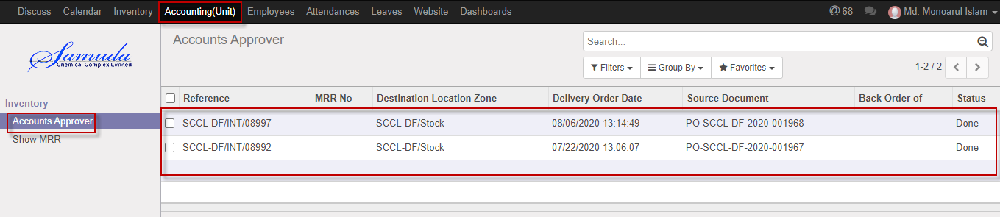 Discuss Calendar Inventory Accounting(Unit) Employees Attendances Leaves Website Dashboards @ 68 Md. Monoarul Islam
Samuda
Chemical Complex Limited
Inventory
Accounts Approver
Show MRR
Accounts Approver
Search...
Filters Group By Favorites 1-2 / 2
Reference MRR No Destination Location Zone Delivery Order Date Source Document Back Order of Status
SCCL-DF/INT/08997 SCCL-DF/Stock 08/06/2020 13:14:49 PO-SCCL-DF-2020-001968 Done
SCCL-DF/INT/08992 SCCL-DF/Stock 07/22/2020 13:06:07 PO-SCCL-DF-2020-001967 Done